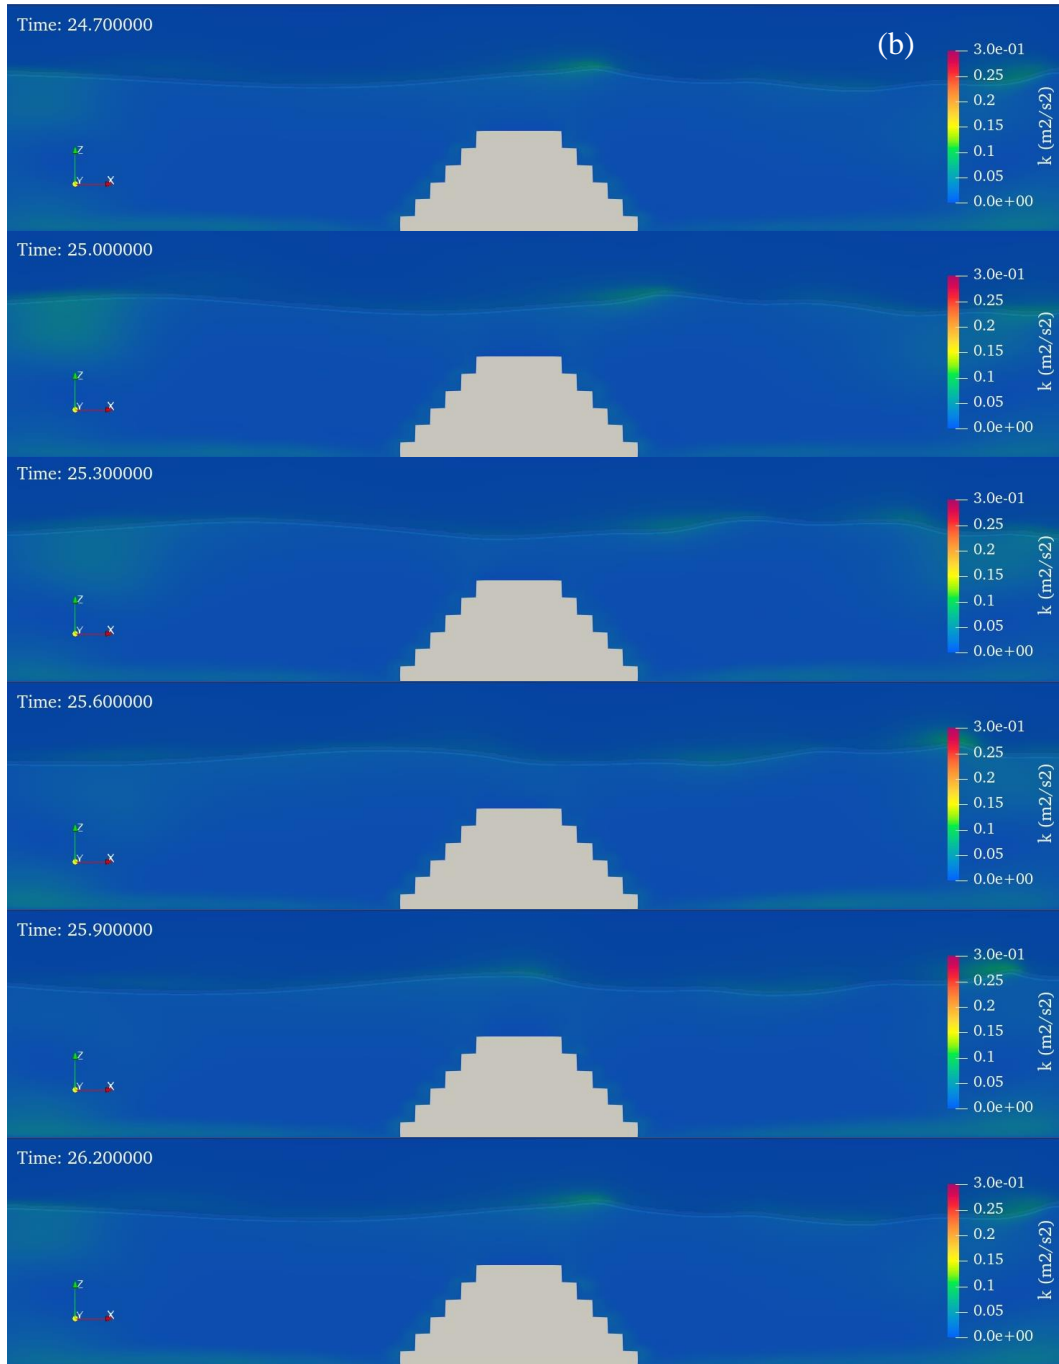 Time: 24.700000
(b)
3.0e-01
0.25
0.2
0.15
0.1
0.05
0.0e+00
k (m2/s2)
Z
Y X
Time: 25.000000
3.0e-01
0.25
0.2
0.15
0.1
0.05
0.0e+00
k (m2/s2)
Z
Y X
Time: 25.300000
3.0e-01
0.25
0.2
0.15
0.1
0.05
0.0e+00
k (m2/s2)
Z
Y X
Time: 25.600000
3.0e-01
0.25
0.2
0.15
0.1
0.05
0.0e+00
k (m2/s2)
Z
Y X
Time: 25.900000
3.0e-01
0.25
0.2
0.15
0.1
0.05
0.0e+00
k (m2/s2)
Z
Y X
Time: 26.200000
3.0e-01
0.25
0.2
0.15
0.1
0.05
0.0e+00
k (m2/s2)
Z
Y X